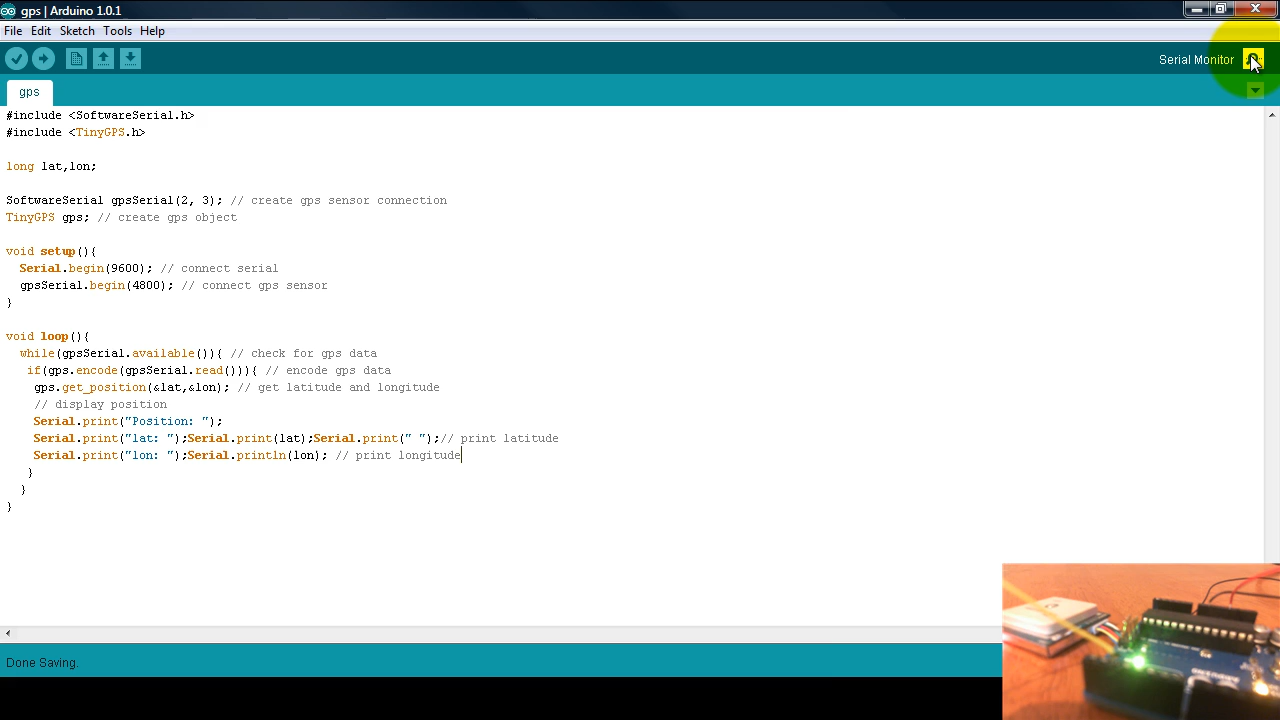 gps | Arduino 1.0.1
File Edit Sketch Tools Help
Serial Monitor
gps
#include <SoftwareSerial.h>
#include <TinyGPS.h>
long lat,lon;
SoftwareSerial gpsSerial(2, 3); // create gps sensor connection
TinyGPS gps; // create gps object
void setup(){
Serial.begin(9600); // connect serial
gpsSerial.begin(4800); // connect gps sensor
}
void loop(){
while(gpsSerial.available()){ // check for gps data
if(gps.encode(gpsSerial.read())){ // encode gps data
gps.get_position(&lat,&lon); // get latitude and longitude
// display position
Serial.print("Position: ");
Serial.print("lat: ");Serial.print(lat);Serial.print(" ");// print latitude
Serial.print("lon: ");Serial.println(lon); // print longitude
}
}
}
Done Saving.